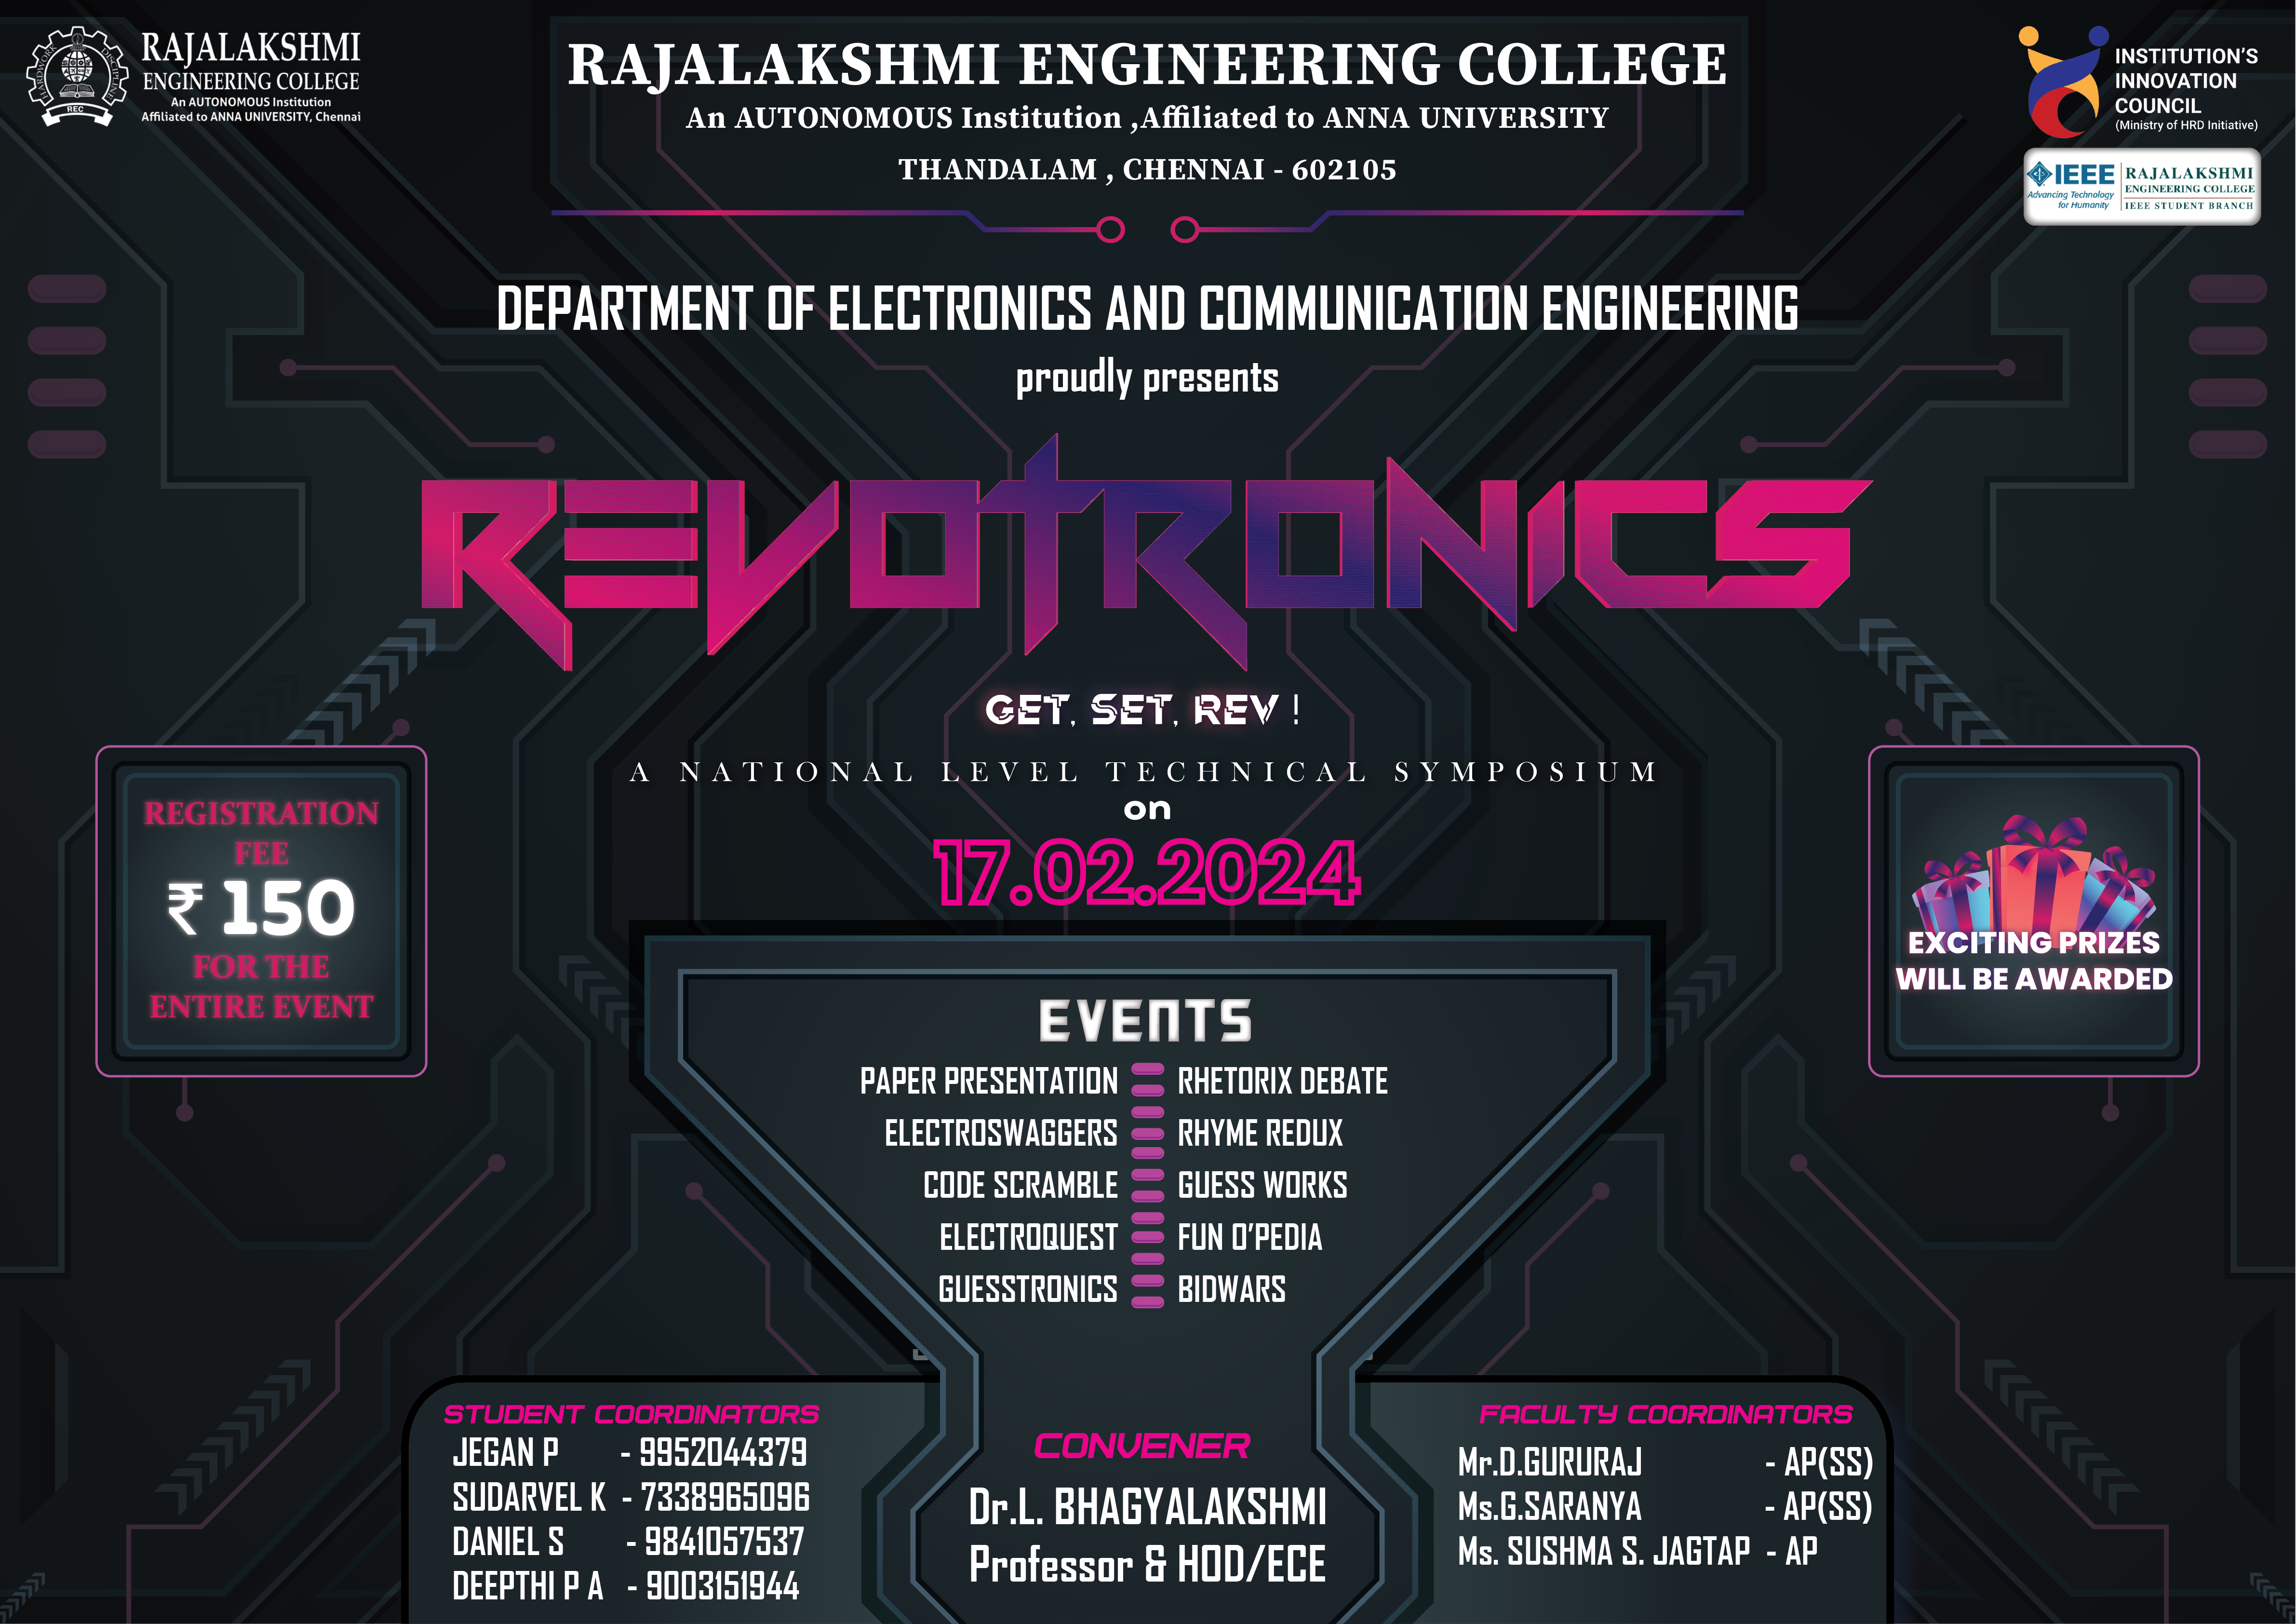 RAJALAKSHMI
ENGINEERING COLLEGE
An AUTONOMOUS Institution
Affiliated to ANNA UNIVERSITY, Chennai
HARDWORK
DISCIPLINE
REC
RAJALAKSHMI ENGINEERING COLLEGE
An AUTONOMOUS Institution ,Affiliated to ANNA UNIVERSITY
THANDALAM , CHENNAI - 602105
INSTITUTION'S
INNOVATION
COUNCIL
(Ministry of HRD Initiative)
IEEE
Advancing Technology
for Humanity
RAJALAKSHMI
ENGINEERING COLLEGE
IEEE STUDENT BRANCH
DEPARTMENT OF ELECTRONICS AND COMMUNICATION ENGINEERING
proudly presents
REVOTRONICS
GET, SET, REV !
A NATIONAL LEVEL TECHNICAL SYMPOSIUM
on
17.02.2024
REGISTRATION
FEE
₹ 150
FOR THE
ENTIRE EVENT
EXCITING PRIZES
WILL BE AWARDED
EVENTS
PAPER PRESENTATION RHETORIX DEBATE
ELECTROSWAGGERS RHYME REDUX
CODE SCRAMBLE GUESS WORKS
ELECTROQUEST FUN O'PEDIA
GUESSTRONICS BIDWARS
STUDENT COORDINATORS
JEGAN P - 9952044379
SUDARVEL K - 7338965096
DANIEL S - 9841057537
DEEPTHI P A - 9003151944
CONVENER
Dr.L. BHAGYALAKSHMI
Professor & HOD/ECE
FACULTY COORDINATORS
Mr.D.GURURAJ - AP(SS)
Ms.G.SARANYA - AP(SS)
Ms. SUSHMA S. JAGTAP - AP